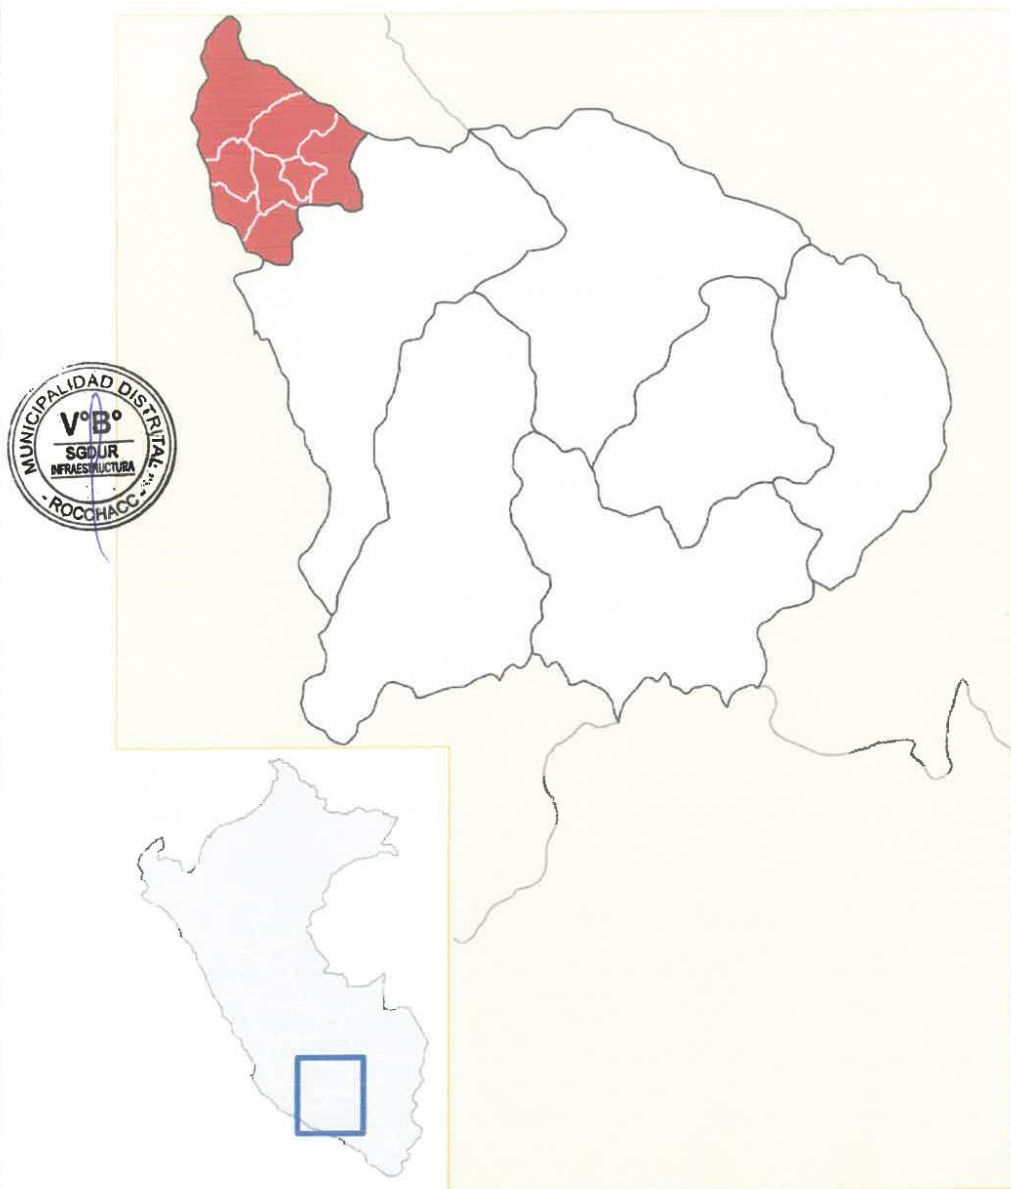 MUNICIPALIDAD DISTRITAL
V°B°
SGDUR
INFRAESTRUCTURA
- ROCCHACC -